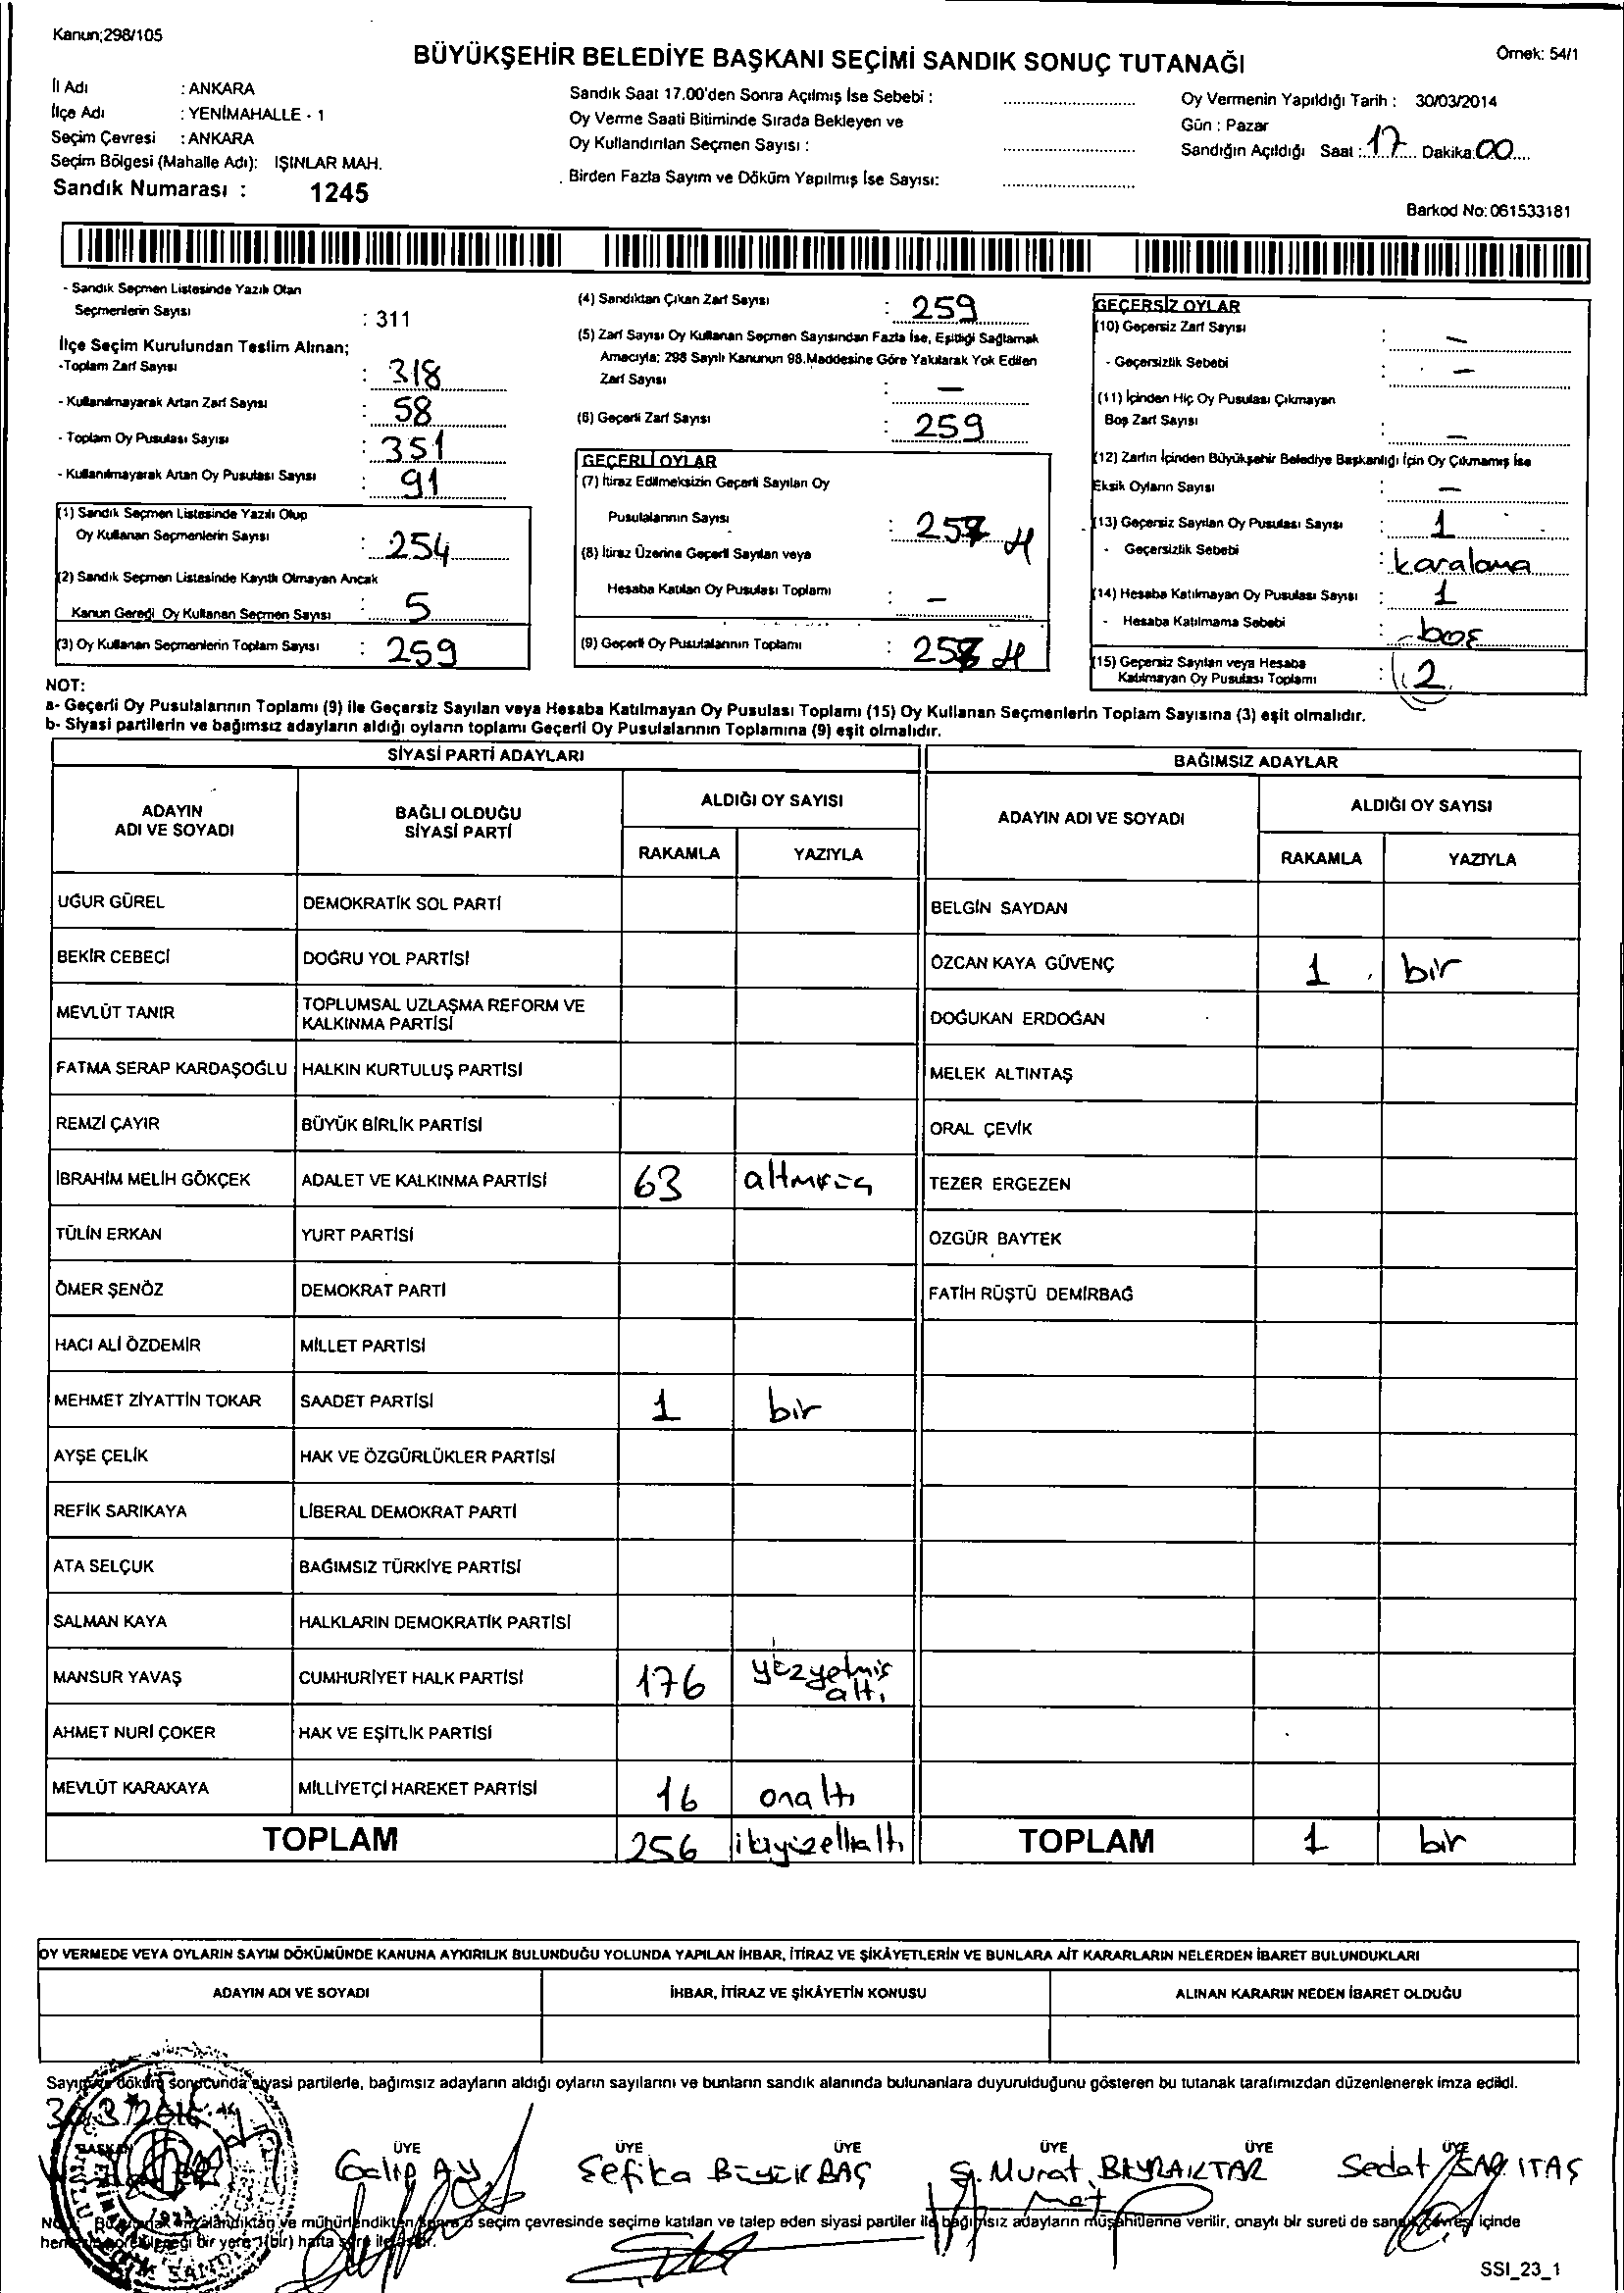 Kanun;298/105
BÜYÜKŞEHİR BELEDİYE BAŞKANI SEÇİMİ SANDIK SONUÇ TUTANAĞI
Örnek: 54/1
İl Adı : ANKARA
İlçe Adı : YENİMAHALLE - 1
Seçim Çevresi : ANKARA
Seçim Bölgesi (Mahalle Adı): IŞINLAR MAH.
Sandık Numarası : 1245
Sandık Saat 17.00'den Sonra Açılmış İse Sebebi :
Oy Verme Saati Bitiminde Sırada Bekleyen ve
Oy Kullandırılan Seçmen Sayısı :
Birden Fazla Sayım ve Döküm Yapılmış İse Sayısı:
Oy Vermenin Yapıldığı Tarih : 30/03/2014
Gün : Pazar
Sandığın Açıldığı Saat : 17 Dakika: 00
Barkod No: 061533181
- Sandık Seçmen Listesinde Yazılı Olan
Seçmenlerin Sayısı : 311
İlçe Seçim Kurulundan Teslim Alınan;
-Toplam Zarf Sayısı : 318
- Kullanılmayarak Artan Zarf Sayısı : 58
- Toplam Oy Pusulası Sayısı : 351
- Kullanılmayarak Artan Oy Pusulası Sayısı : 91
(1) Sandık Seçmen Listesinde Yazılı Olup
Oy Kullanan Seçmenlerin Sayısı : 254
(2) Sandık Seçmen Listesinde Kayıtlı Olmayan Ancak
Kanun Gereği Oy Kullanan Seçmen Sayısı : 5
(3) Oy Kullanan Seçmenlerin Toplam Sayısı : 259
(4) Sandıktan Çıkan Zarf Sayısı : 259
(5) Zarf Sayısı Oy Kullanan Seçmen Sayısından Fazla İse, Eşitliği Sağlamak
Amacıyla; 298 Sayılı Kanunun 98.Maddesine Göre Yakılarak Yok Edilen
Zarf Sayısı : —
(6) Geçerli Zarf Sayısı : 259
GEÇERLİ OYLAR
(7) İtiraz Edilmeksizin Geçerli Sayılan Oy
Pusulalarının Sayısı : 257
(8) İtiraz Üzerine Geçerli Sayılan veya
Hesaba Katılan Oy Pusulası Toplamı : —
(9) Geçerli Oy Pusulalarının Toplamı : 257
GEÇERSİZ OYLAR
(10) Geçersiz Zarf Sayısı : —
- Geçersizlik Sebebi : —
(11) İçinden Hiç Oy Pusulası Çıkmayan
Boş Zarf Sayısı : —
(12) Zarfın İçinden Büyükşehir Belediye Başkanlığı İçin Oy Çıkmamış İse
Eksik Oyların Sayısı : —
(13) Geçersiz Sayılan Oy Pusulası Sayısı : 1
- Geçersizlik Sebebi : karalama
(14) Hesaba Katılmayan Oy Pusulası Sayısı : 1
- Hesaba Katılmama Sebebi : boş
(15) Geçersiz Sayılan veya Hesaba
Katılmayan Oy Pusulası Toplamı : 2
NOT:
a- Geçerli Oy Pusulalarının Toplamı (9) ile Geçersiz Sayılan veya Hesaba Katılmayan Oy Pusulası Toplamı (15) Oy Kullanan Seçmenlerin Toplam Sayısına (3) eşit olmalıdır.
b- Siyasi partilerin ve bağımsız adayların aldığı oyların toplamı Geçerli Oy Pusulalarının Toplamına (9) eşit olmalıdır.
SİYASİ PARTİ ADAYLARI
ADAYIN ADI VE SOYADI
BAĞLI OLDUĞU SİYASİ PARTİ
ALDIĞI OY SAYISI
RAKAMLA YAZIYLA
UĞUR GÜREL DEMOKRATİK SOL PARTİ
BEKİR CEBECİ DOĞRU YOL PARTİSİ
MEVLÜT TANIR TOPLUMSAL UZLAŞMA REFORM VE KALKINMA PARTİSİ
FATMA SERAP KARDAŞOĞLU HALKIN KURTULUŞ PARTİSİ
REMZİ ÇAYIR BÜYÜK BİRLİK PARTİSİ
İBRAHİM MELİH GÖKÇEK ADALET VE KALKINMA PARTİSİ 63 altmışüç
TÜLİN ERKAN YURT PARTİSİ
ÖMER ŞENÖZ DEMOKRAT PARTİ
HACI ALİ ÖZDEMİR MİLLET PARTİSİ
MEHMET ZİYATTİN TOKAR SAADET PARTİSİ 1 bir
AYŞE ÇELİK HAK VE ÖZGÜRLÜKLER PARTİSİ
REFİK SARIKAYA LİBERAL DEMOKRAT PARTİ
ATA SELÇUK BAĞIMSIZ TÜRKİYE PARTİSİ
SALMAN KAYA HALKLARIN DEMOKRATİK PARTİSİ
MANSUR YAVAŞ CUMHURİYET HALK PARTİSİ 176 yüzyetmiş altı
AHMET NURİ ÇOKER HAK VE EŞİTLİK PARTİSİ
MEVLÜT KARAKAYA MİLLİYETÇİ HAREKET PARTİSİ 16 onaltı
TOPLAM 256 ikiyüzellialtı
BAĞIMSIZ ADAYLAR
ADAYIN ADI VE SOYADI
ALDIĞI OY SAYISI
RAKAMLA YAZIYLA
BELGİN SAYDAN
ÖZCAN KAYA GÜVENÇ 1 bir
DOĞUKAN ERDOĞAN
MELEK ALTINTAŞ
ORAL ÇEVİK
TEZER ERGEZEN
ÖZGÜR BAYTEK
FATİH RÜŞTÜ DEMİRBAĞ
TOPLAM 1 bir
OY VERMEDE VEYA OYLARIN SAYIM DÖKÜMÜNDE KANUNA AYKIRILIK BULUNDUĞU YOLUNDA YAPILAN İHBAR, İTİRAZ VE ŞİKÂYETLERİN VE BUNLARA AİT KARARLARIN NELERDEN İBARET BULUNDUKLARI
ADAYIN ADI VE SOYADI
İHBAR, İTİRAZ VE ŞİKÂYETİN KONUSU
ALINAN KARARIN NEDEN İBARET OLDUĞU
Sayım ve döküm sonucunda siyasi partilerle, bağımsız adayların aldığı oyların sayılarını ve bunların sandık alanında bulunanlara duyurulduğunu gösteren bu tutanak tarafımızdan düzenlenerek imza edildi.
BAŞKAN ÜYE ÜYE ÜYE ÜYE ÜYE ÜYE
Galip AY Şefika BÜYÜKBAŞ Ş. Murat BAYRAKTAR Sedat
imzalandıktan ve mühürlendikten sonra o seçim çevresinde seçime katılan ve talep eden siyasi partiler ile bağımsız adayların müşahitlerine verilir, onaylı bir sureti de sandık çevresi içinde
bir yere 1(bir) hafta süre ile
SSI_23_1